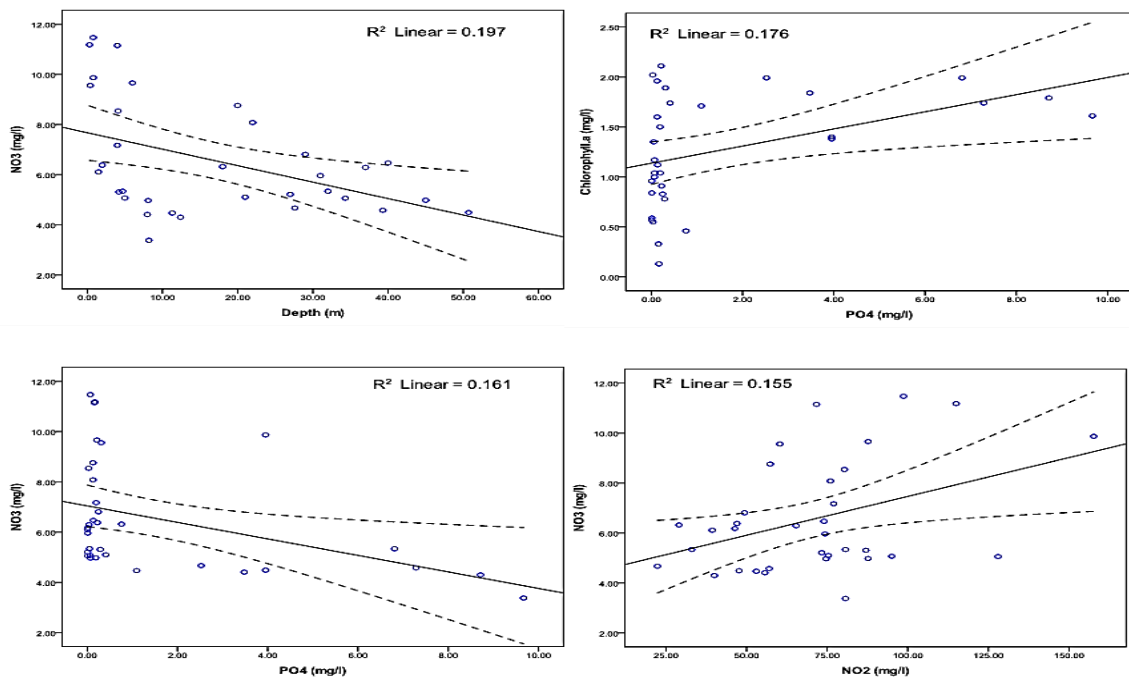 R² Linear = 0.197
12.00
10.00
8.00
6.00
4.00
2.00
NO3 (mg/l)
0.00 10.00 20.00 30.00 40.00 50.00 60.00
Depth (m)
R² Linear = 0.176
2.50
2.00
1.50
1.00
0.50
0.00
Chlorophyll.a (mg/l)
0.00 2.00 4.00 6.00 8.00 10.00
PO4 (mg/l)
R² Linear = 0.161
12.00
10.00
8.00
6.00
4.00
2.00
NO3 (mg/l)
0.00 2.00 4.00 6.00 8.00 10.00
PO4 (mg/l)
R² Linear = 0.155
12.00
10.00
8.00
6.00
4.00
2.00
NO3 (mg/l)
25.00 50.00 75.00 100.00 125.00 150.00
NO2 (mg/l)